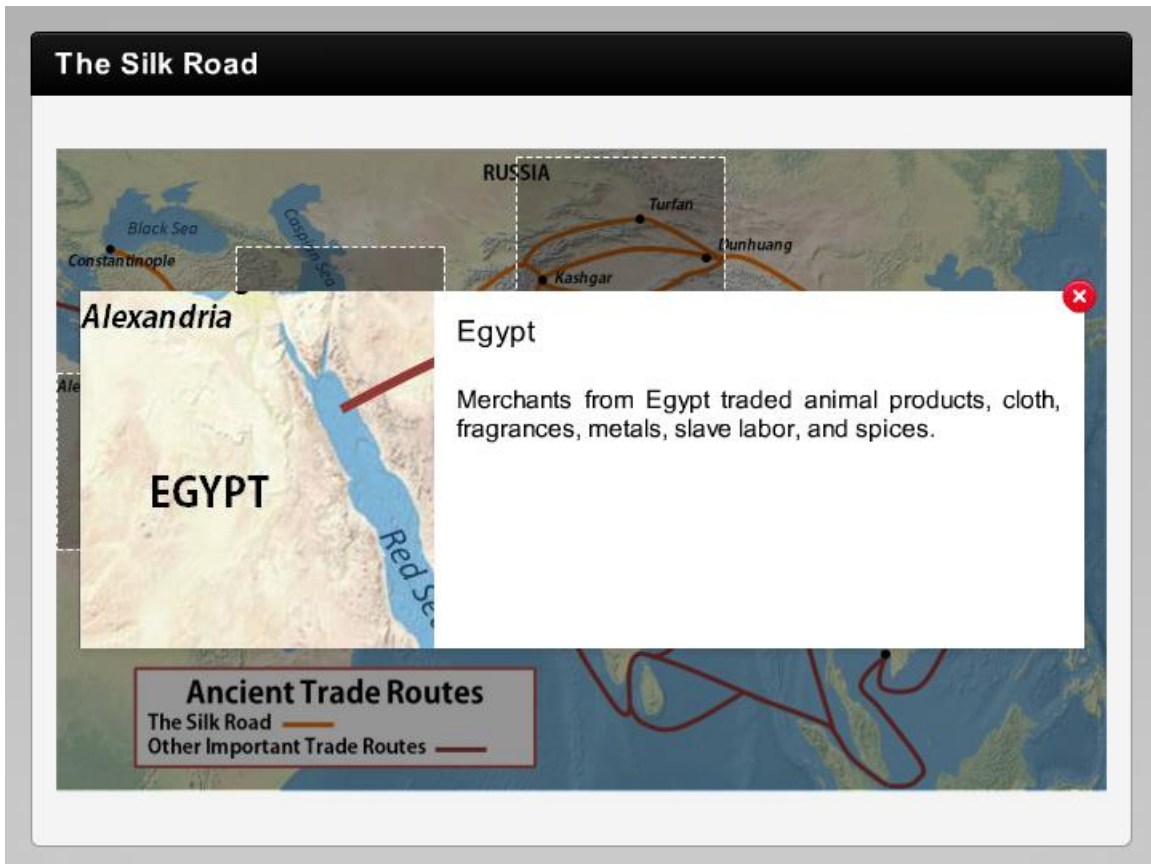 The Silk Road
RUSSIA
Turfan
Black Sea
Caspian Sea
Dunhuang
Constantinople
Kashgar
Alexandria
Egypt
Ale
Merchants from Egypt traded animal products, cloth,
fragrances, metals, slave labor, and spices.
EGYPT
Red Se
Ancient Trade Routes
The Silk Road
Other Important Trade Routes